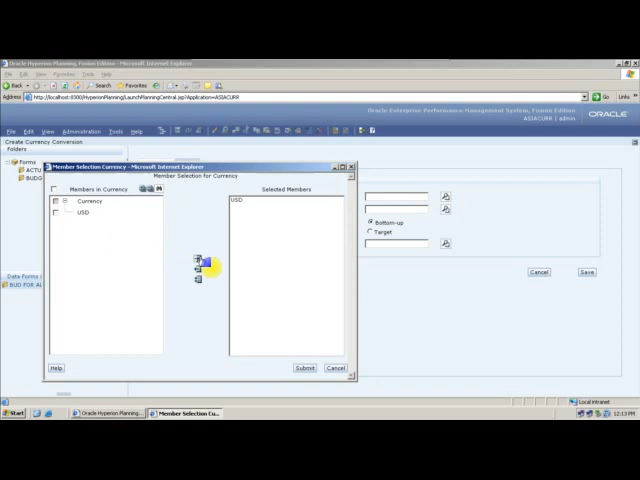 Oracle Hyperion Planning, Fusion Edition - Microsoft Internet Explorer
File Edit View Favorites Tools Help
Back Search Favorites
Address http://localhost:8300/HyperionPlanning/LaunchPlanningCentral.jsp?Application=ASIACURR Go Links »
Oracle Enterprise Performance Management System, Fusion Edition
ASIACURR | admin
ORACLE
File Edit View Administration Tools Help
Create Currency Conversion
Folders
Forms
ACTU
BUDG
Member Selection Currency - Microsoft Internet Explorer
Member Selection for Currency
Members in Currency Selected Members
Currency USD
USD
Bottom-up
Target
Cancel Save
Data Forms
BUD FOR AL
Help Submit Cancel
Local intranet
Start Oracle Hyperion Planning... Member Selection Cu... 12:13 PM